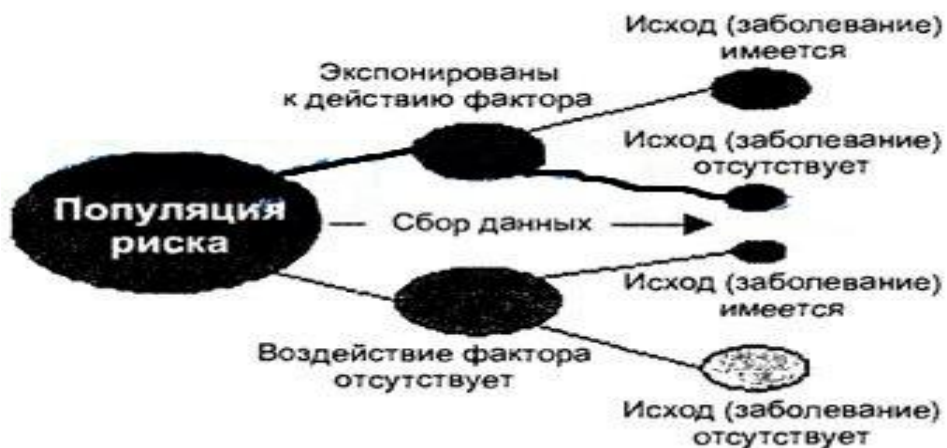 Исход (заболевание)
имеется
Экспонированы
к действию фактора
Исход (заболевание)
отсутствует
Популяция
риска
Сбор данных
Исход (заболевание)
имеется
Воздействие фактора
отсутствует
Исход (заболевание)
отсутствует